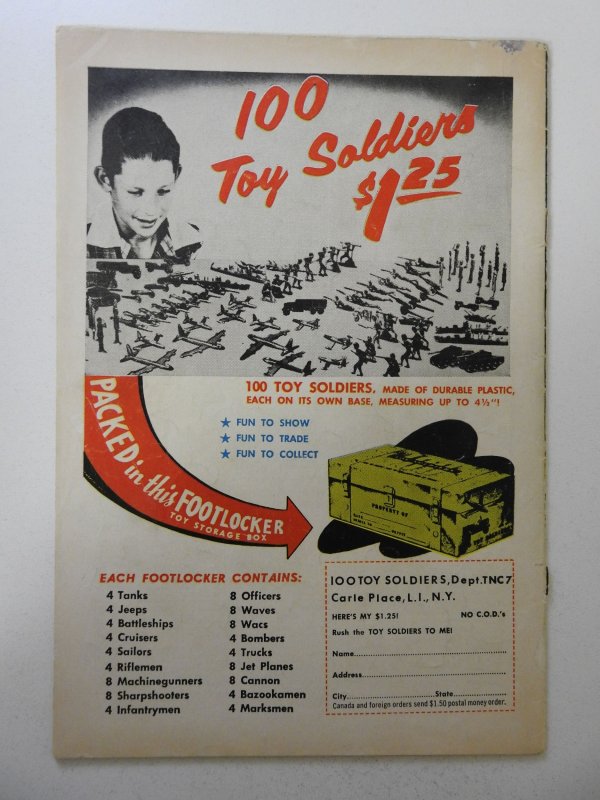 100
Toy Soldiers
$1.25
100 TOY SOLDIERS, MADE OF DURABLE PLASTIC,
EACH ON ITS OWN BASE, MEASURING UP TO 4½"!
★ FUN TO SHOW
★ FUN TO TRADE
★ FUN TO COLLECT
PACKED in this FOOTLOCKER
TOY STORAGE BOX
PROPERTY OF
EACH FOOTLOCKER CONTAINS:
4 Tanks
4 Jeeps
4 Battleships
4 Cruisers
4 Sailors
4 Riflemen
8 Machinegunners
8 Sharpshooters
4 Infantrymen
8 Officers
8 Waves
8 Wacs
4 Bombers
4 Trucks
8 Jet Planes
8 Cannon
4 Bazookamen
4 Marksmen
100 TOY SOLDIERS, Dept. TNC7
Carle Place, L.I., N.Y.
HERE'S MY $1.25! NO C.O.D.'s
Rush the TOY SOLDIERS TO ME!
Name
Address
City State
Canada and foreign orders send $1.50 postal money order.